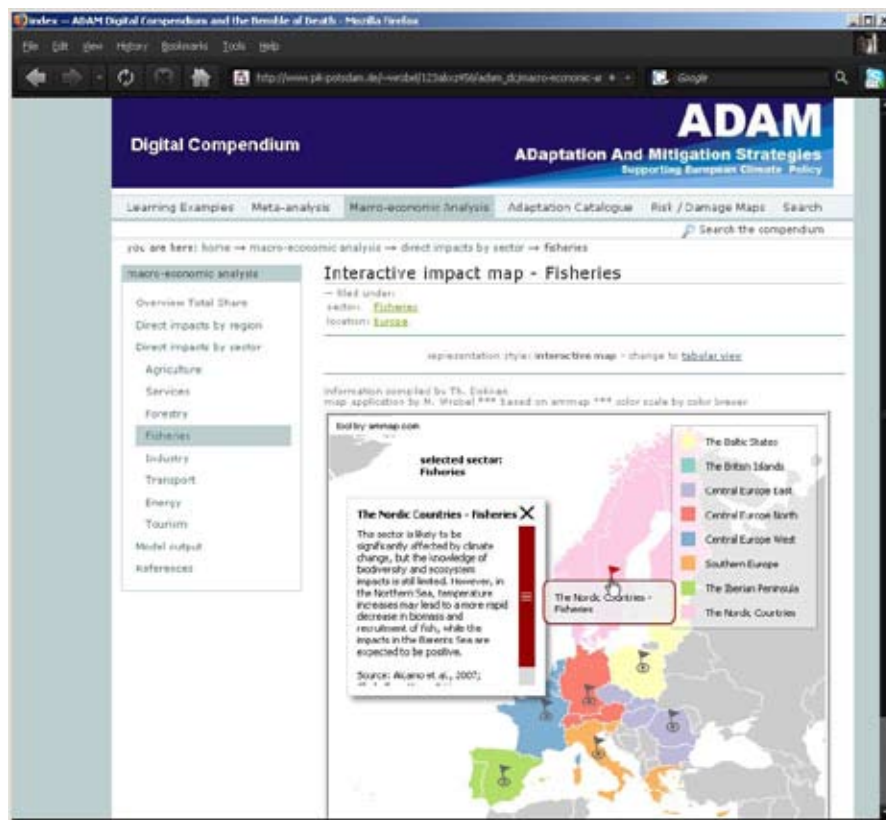 index — ADAM Digital Compendium and the Bensble of Death - Mozilla Firefox
File Edit View History Bookmarks Tools Help
Google
Digital Compendium
ADAM
ADaptation And Mitigation Strategies
Supporting European Climate Policy
Learning Examples Meta-analysis Macro-economic Analysis Adaptation Catalogue Risk / Damage Maps Search
Search the compendium
you are here: home → macro-economic analysis → direct impacts by sector → fisheries
macro-economic analysis
Overview Total Share
Direct impacts by region
Direct impacts by sector
Agriculture
Services
Forestry
Fisheries
Industry
Transport
Energy
Tourism
Model output
References
Interactive impact map - Fisheries
— filed under:
sector: Fisheries
location: Europe
representation style: interactive map - change to tabular view
information compiled by Th.
map application by M. Wrobel *** based on ammap *** color scale by color brewer
tool by ammap.com
selected sector:
Fisheries
The Nordic Countries - Fisheries
The sector is likely to be
significantly affected by climate
change, but the knowledge of
biodiversity and ecosystem
impacts is still limited. However, in
the Northern Sea, temperature
increases may lead to a more rapid
decrease in biomass and
recruitment of fish, while the
impacts in the Barents Sea are
expected to be positive.
Source: Alcamo et al., 2007;
The Nordic Countries -
Fisheries
The Baltic States
The British Islands
Central Europe East
Central Europe North
Central Europe West
Southern Europe
The Iberian Peninsula
The Nordic Countries